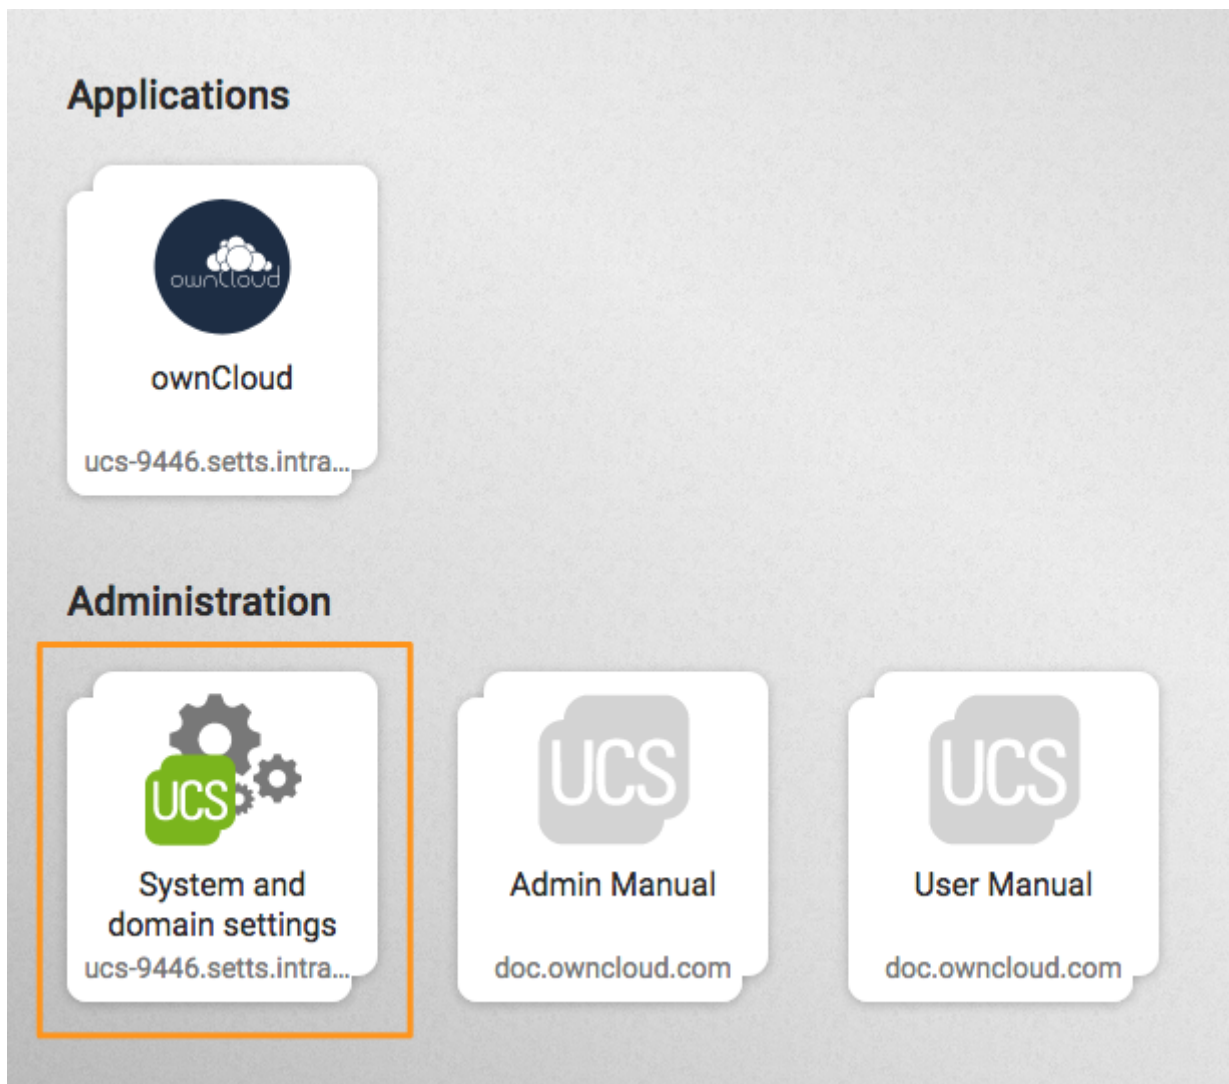 Applications
ownCloud
ownCloud
ucs-9446.setts.intra...
Administration
UCS
System and
domain settings
ucs-9446.setts.intra...
UCS
Admin Manual
doc.owncloud.com
UCS
User Manual
doc.owncloud.com